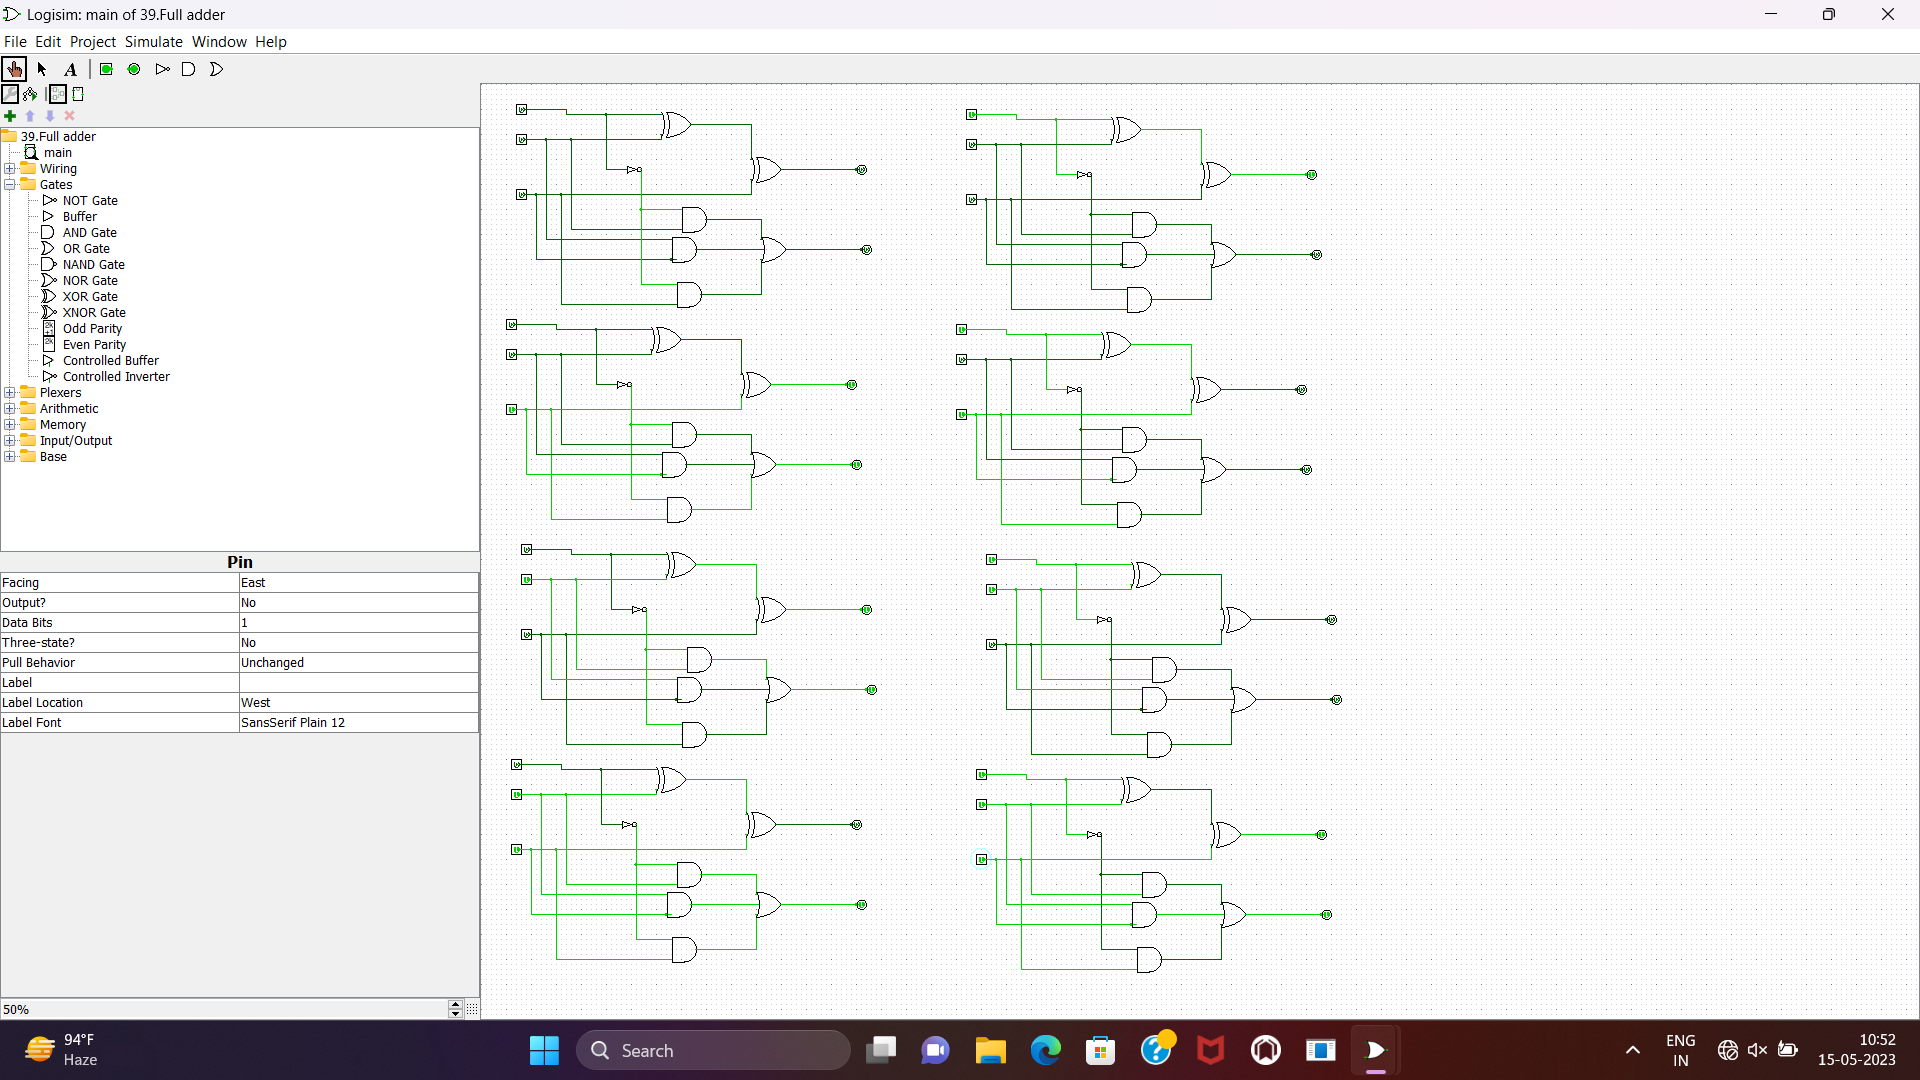 Logisim: main of 39.Full adder
File Edit Project Simulate Window Help
A
39.Full adder
main
Wiring
Gates
NOT Gate
Buffer
AND Gate
OR Gate
NAND Gate
NOR Gate
XOR Gate
XNOR Gate
Odd Parity
Even Parity
Controlled Buffer
Controlled Inverter
Plexers
Arithmetic
Memory
Input/Output
Base
Pin
Facing East
Output? No
Data Bits 1
Three-state? No
Pull Behavior Unchanged
Label
Label Location West
Label Font SansSerif Plain 12
50%
94°F
Haze
Search
ENG
IN
10:52
15-05-2023